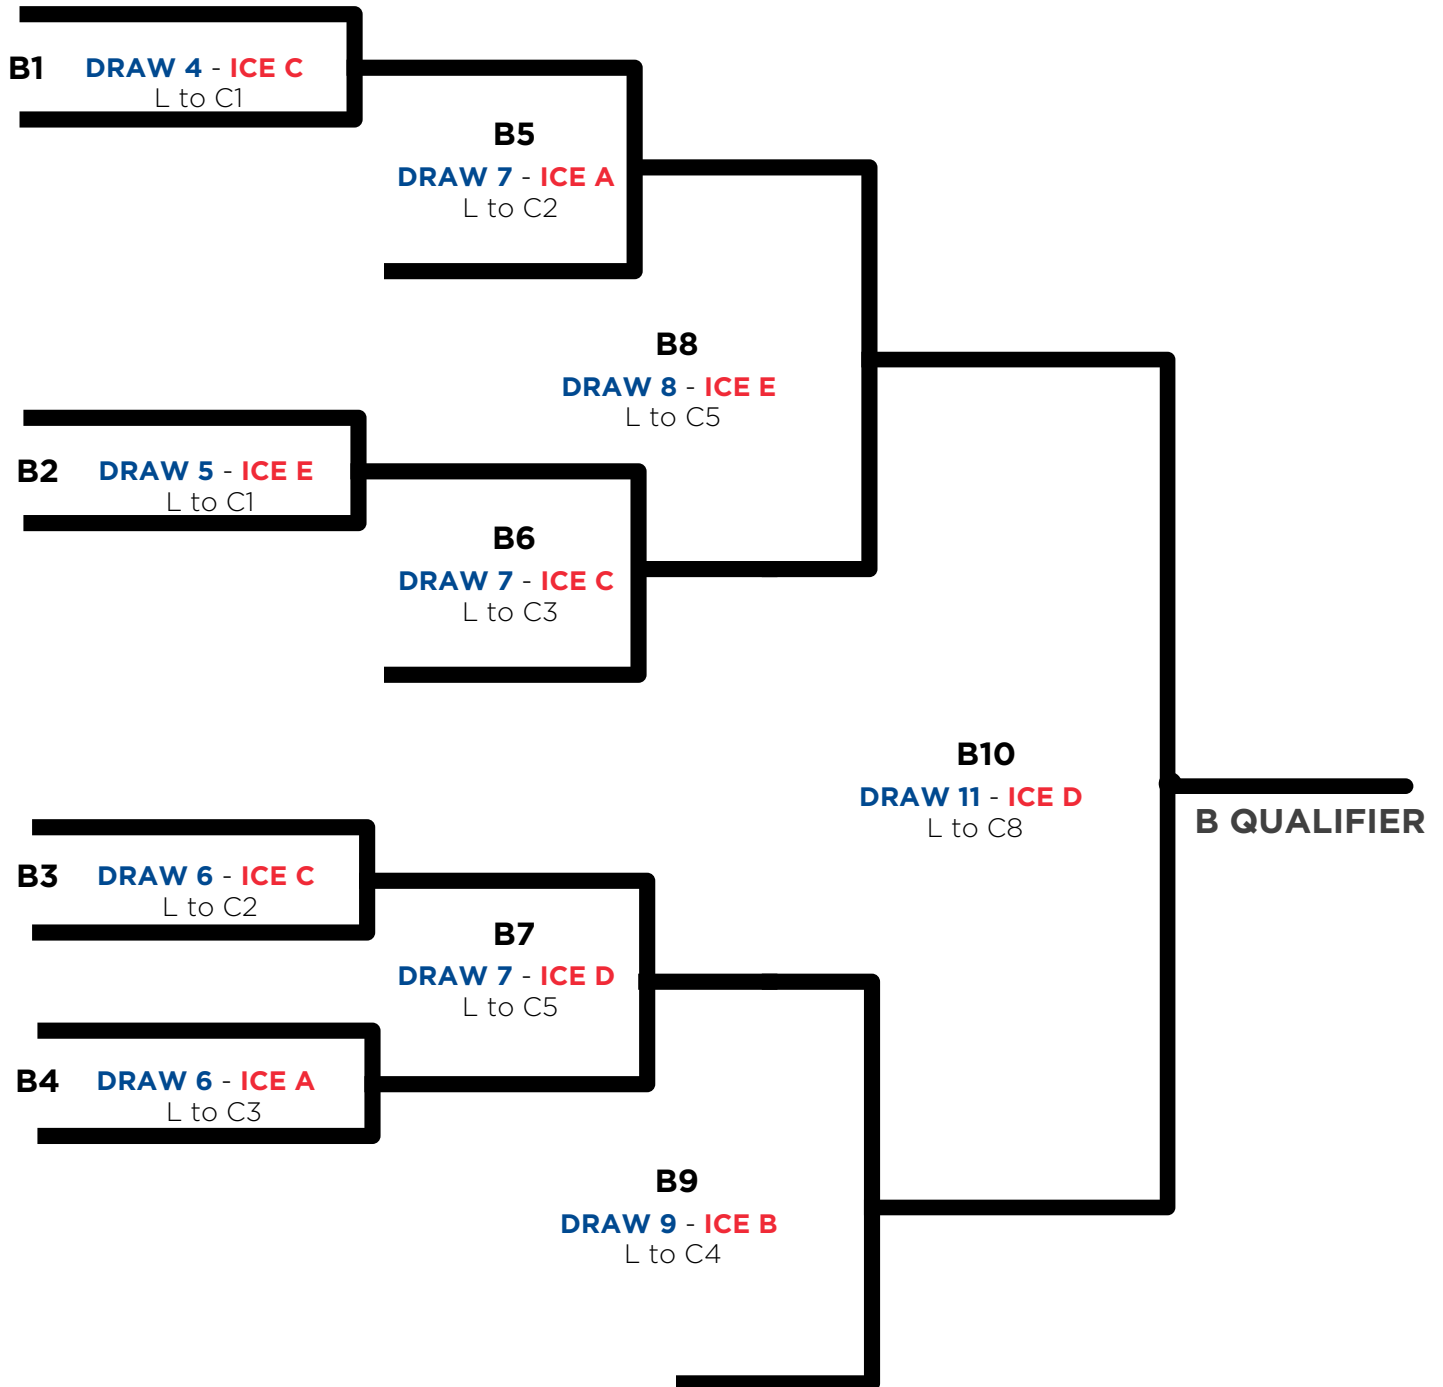 B1
DRAW 4 - ICE C
L to C1
B5
DRAW 7 - ICE A
L to C2
B8
DRAW 8 - ICE E
L to C5
B2
DRAW 5 - ICE E
L to C1
B6
DRAW 7 - ICE C
L to C3
B10
DRAW 11 - ICE D
L to C8
B QUALIFIER
B3
DRAW 6 - ICE C
L to C2
B7
DRAW 7 - ICE D
L to C5
B4
DRAW 6 - ICE A
L to C3
B9
DRAW 9 - ICE B
L to C4